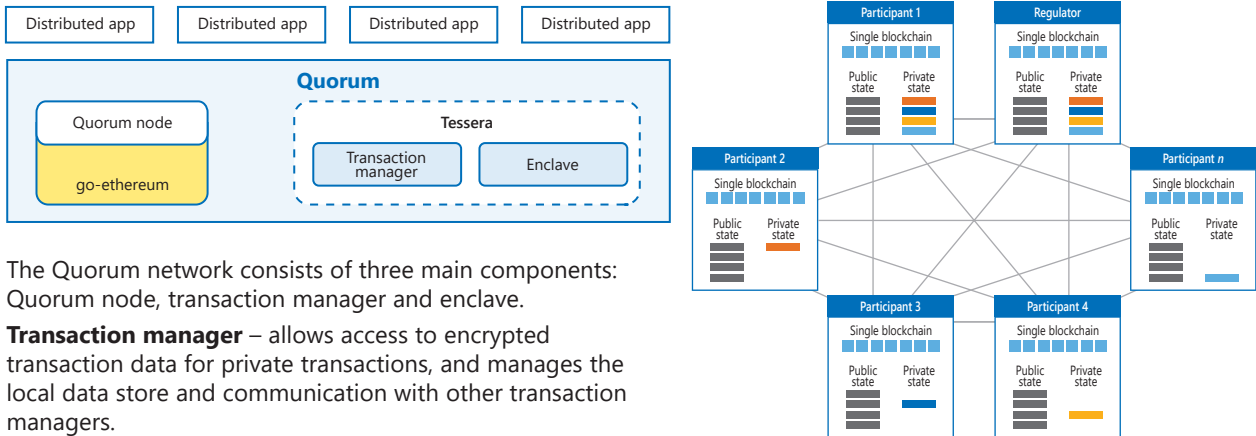 Distributed app
Distributed app
Distributed app
Distributed app
Quorum
Quorum node
go-ethereum
Tessera
Transaction
manager
Enclave
The Quorum network consists of three main components:
Quorum node, transaction manager and enclave.
Transaction manager – allows access to encrypted
transaction data for private transactions, and manages the
local data store and communication with other transaction
managers.
Participant 1
Single blockchain
Public
state
Private
state
Regulator
Single blockchain
Public
state
Private
state
Participant 2
Single blockchain
Public
state
Private
state
Participant n
Single blockchain
Public
state
Private
state
Participant 3
Single blockchain
Public
state
Private
state
Participant 4
Single blockchain
Public
state
Private
state